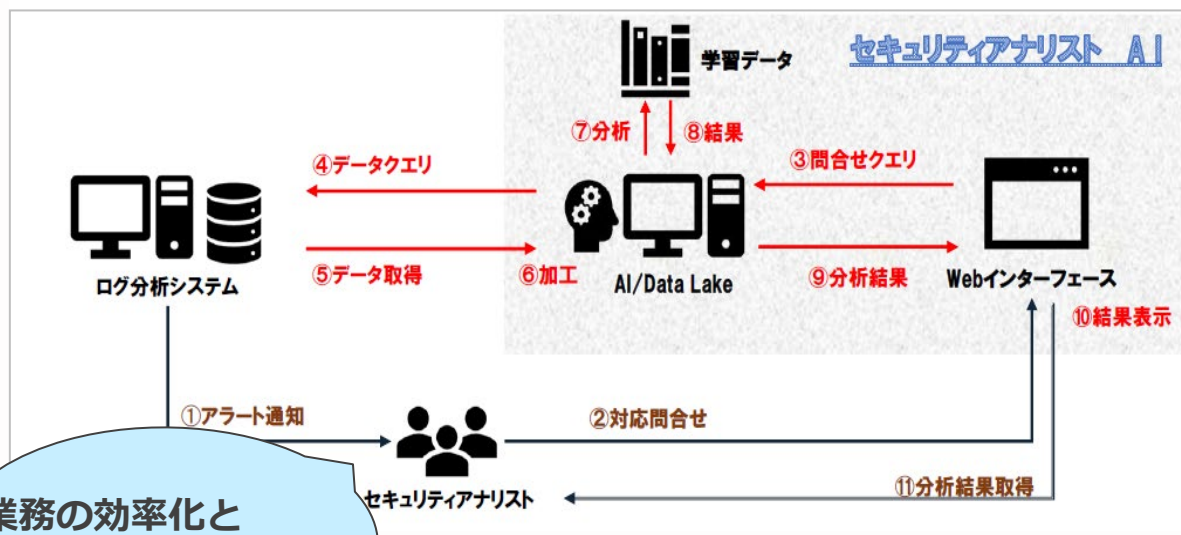 セキュリティアナリスト AI
学習データ
⑦分析
⑧結果
④データクエリ
③問合せクエリ
⑤データ取得
⑥加工
⑨分析結果
ログ分析システム
AI/Data Lake
Webインターフェース
⑩結果表示
①アラート通知
②対応問合せ
セキュリティアナリスト
⑪分析結果取得
業務の効率化と